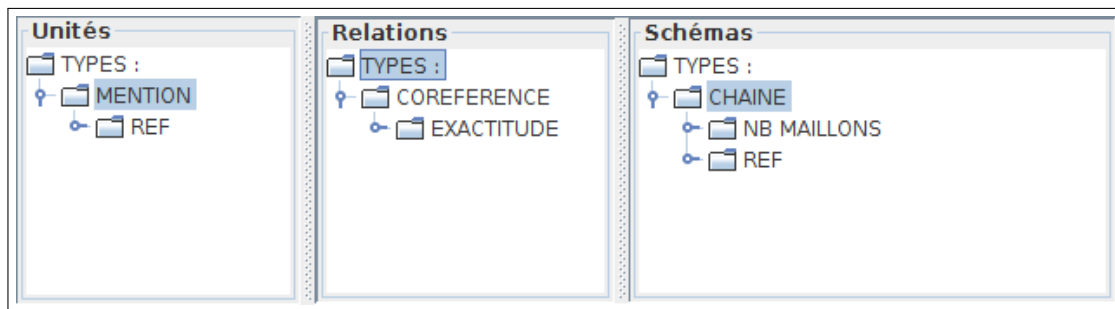 Unités
TYPES :
MENTION
REF
Relations
TYPES :
COREFERENCE
EXACTITUDE
Schémas
TYPES :
CHAINE
NB MAILLONS
REF